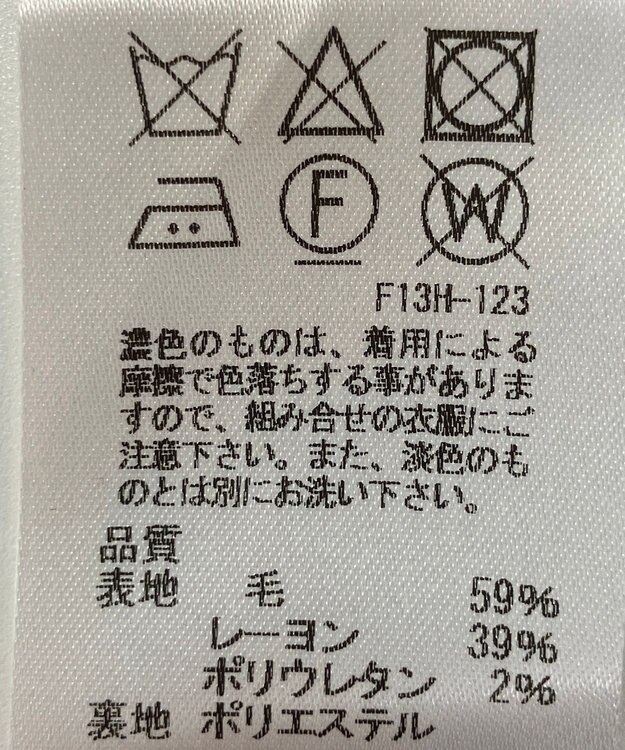 F
W
F13H-123
濃色のものは、着用による
摩擦で色落ちする事がありま
すので、組み合せの衣服にご
注意下さい。また、淡色のも
のとは別にお洗い下さい。
品質
表地 毛 59%
レーヨン 39%
ポリウレタン 2%
裏地 ポリエステル